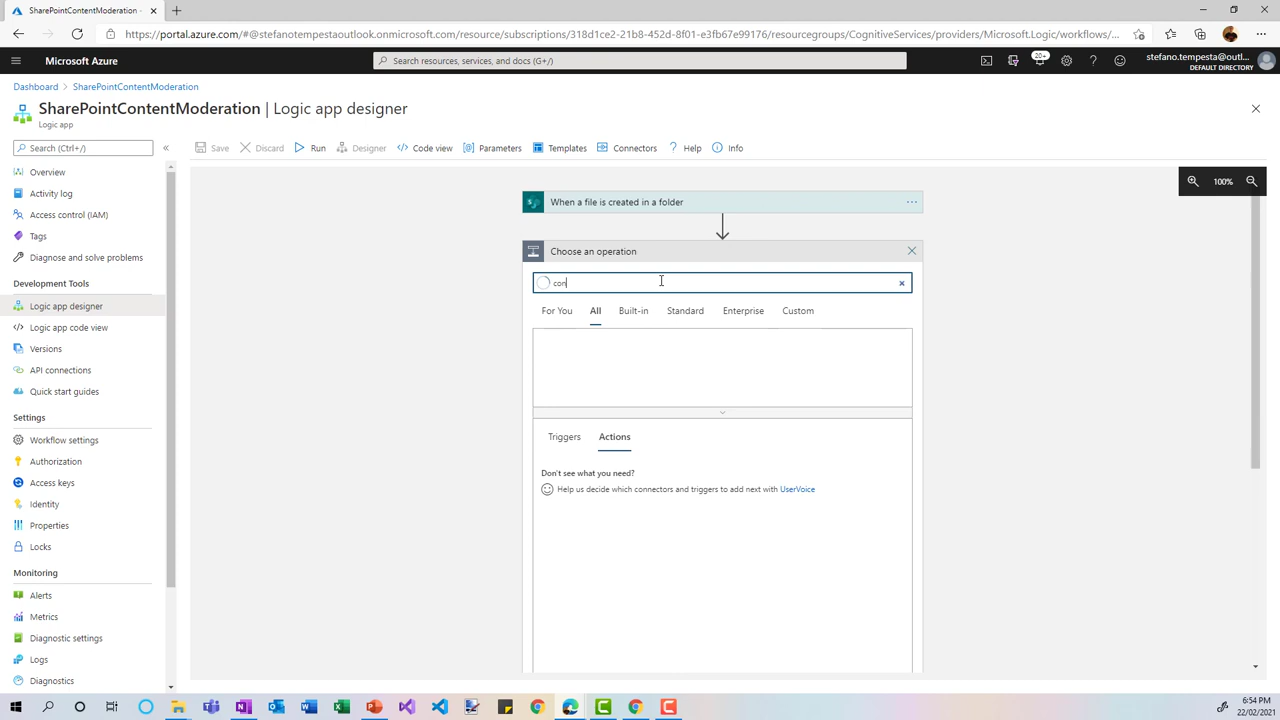 SharePointContentModeration - M
https://portal.azure.com/#@stefanotempestaoutlook.onmicrosoft.com/resource/subscriptions/318d1ce2-21b8-452d-8f01-e3fb67e99176/resourcegroups/CognitiveServices/providers/Microsoft.Logic/workflows/...
Microsoft Azure
Search resources, services, and docs (G+/)
20+
stefano.tempesta@outl...
DEFAULT DIRECTORY
Dashboard > SharePointContentModeration
SharePointContentModeration | Logic app designer
Logic app
Search (Ctrl+/)
«
Save
Discard
Run
Designer
Code view
Parameters
Templates
Connectors
Help
Info
Overview
Activity log
Access control (IAM)
Tags
Diagnose and solve problems
Development Tools
Logic app designer
Logic app code view
Versions
API connections
Quick start guides
Settings
Workflow settings
Authorization
Access keys
Identity
Properties
Locks
Monitoring
Alerts
Metrics
Diagnostic settings
Logs
Diagnostics
100%
When a file is created in a folder
Choose an operation
con
For You
All
Built-in
Standard
Enterprise
Custom
Triggers
Actions
Don't see what you need?
Help us decide which connectors and triggers to add next with UserVoice
6:54 PM
22/02/2021